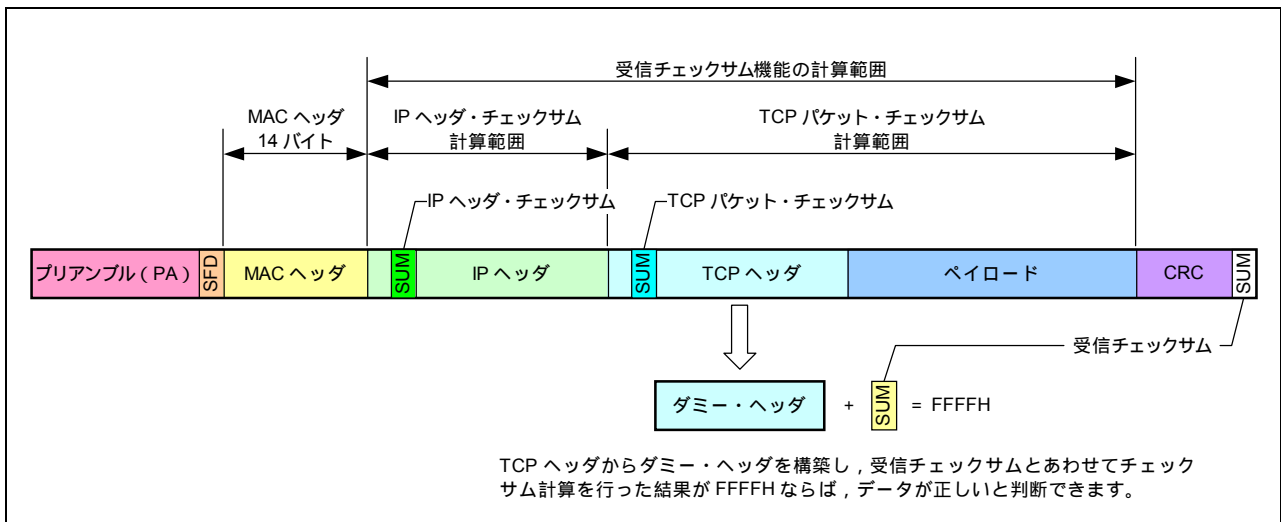 受信チェックサム機能の計算範囲
MAC ヘッダ
14 バイト
IP ヘッダ・チェックサム
計算範囲
TCP パケット・チェックサム
計算範囲
IP ヘッダ・チェックサム
TCP パケット・チェックサム
プリアンブル(PA)
SFD
MAC ヘッダ
SUM
IP ヘッダ
SUM
TCP ヘッダ
ペイロード
CRC
SUM
受信チェックサム
ダミー・ヘッダ
+
SUM
= FFFFH
TCP ヘッダからダミー・ヘッダを構築し,受信チェックサムとあわせてチェック
サム計算を行った結果が FFFFH ならば,データが正しいと判断できます。